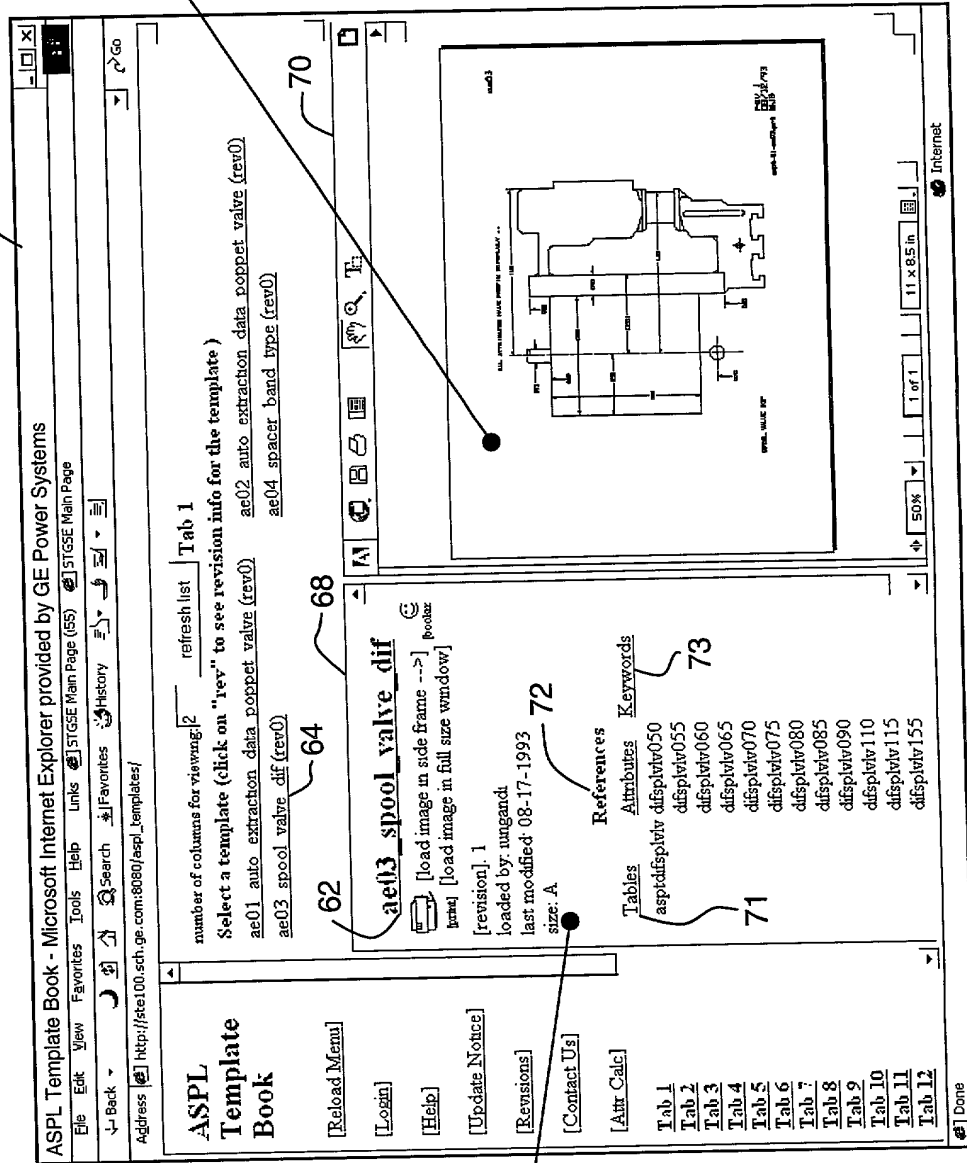 ASPL Template Book - Microsoft Internet Explorer provided by GE Power Systems
File Edit View Favorites Tools Help Links STGSE Main Page (I55) STGSE Main Page
Back Search Favorites History
Address http://ste100.sch.ge.com:8080/aspl_templates/ Go
ASPL
Template
Book
[Reload Menu]
[Login]
[Help]
[Update Notice]
[Revisions]
[Contact Us]
[Attr Calc]
Tab 1
Tab 2
Tab 3
Tab 4
Tab 5
Tab 6
Tab 7
Tab 8
Tab 9
Tab 10
Tab 11
Tab 12
number of columns for viewing: 2 refresh list Tab 1
Select a template (click on "rev" to see revision info for the template )
ae01 auto extraction data poppet valve (rev0) ae02 auto extraction data poppet valve (rev0)
ae03 spool valve dif (rev0) ae04 spacer band type (rev0)
64
62
68
70
ae03_spool_valve_dif
[load image in side frame -->]
[print] [load image in full size window]
[revision]. 1
loaded by: iungandi
last modified: 08-17-1993
size: A
72
References
Tables Attributes Keywords
asptdifsplvlv difsplvlv050
difsplvlv055
difsplvlv060
difsplvlv065
difsplvlv070
difsplvlv075
difsplvlv080
difsplvlv085
difsplvlv090
difsplvlv110
difsplvlv115
difsplvlv155
71
73
ae03
SPOOL VALVE DIF
50% 1 of 1 11 x 8.5 in
Done Internet